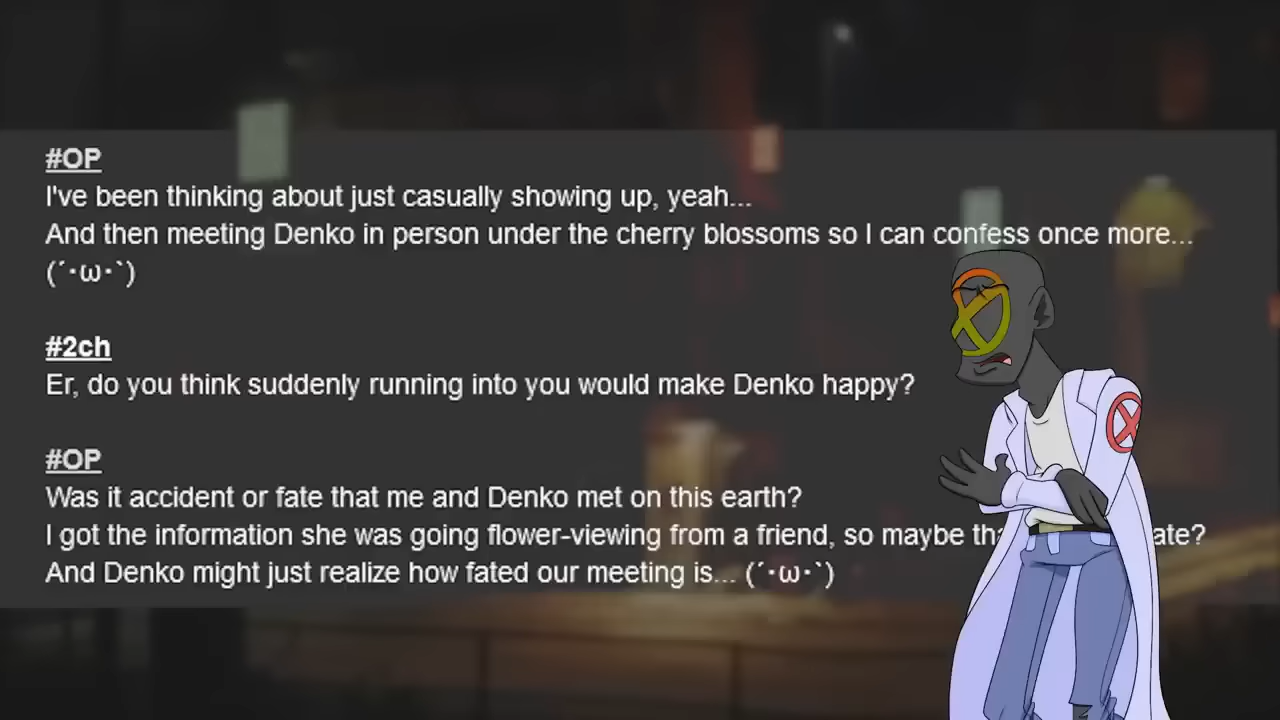 #OP
I've been thinking about just casually showing up, yeah...
And then meeting Denko in person under the cherry blossoms so I can confess once more...
(´･ω･`)
#2ch
Er, do you think suddenly running into you would make Denko happy?
#OP
Was it accident or fate that me and Denko met on this earth?
I got the information she was going flower-viewing from a friend, so maybe
And Denko might just realize how fated our meeting is... (´･ω･`)